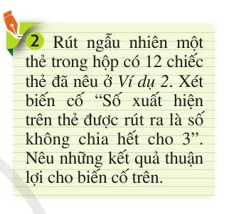 2 Rút ngẫu nhiên một
thẻ trong hộp có 12 chiếc
thẻ đã nêu ở Ví dụ 2. Xét
biến cố “Số xuất hiện
trên thẻ được rút ra là số
không chia hết cho 3”.
Nêu những kết quả thuận
lợi cho biến cố trên.